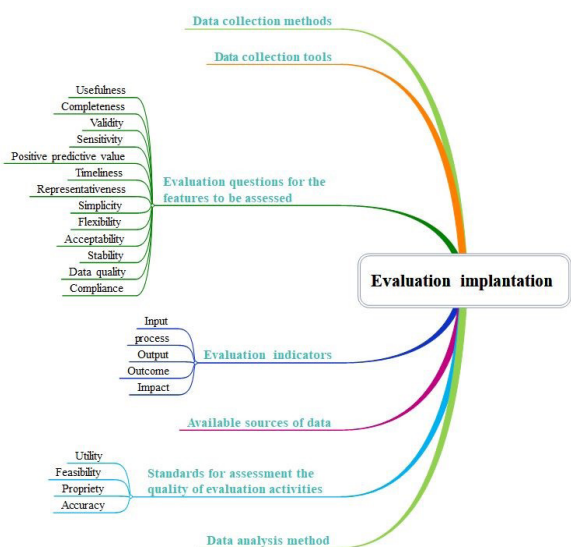 Data collection methods
Data collection tools
Usefulness
Completeness
Validity
Sensitivity
Positive predictive value
Timeliness
Representativeness
Simplicity
Flexibility
Acceptability
Stability
Data quality
Compliance
Evaluation questions for the
features to be assessed
Evaluation implantation
Input
process
Output
Outcome
Impact
Evaluation indicators
Available sources of data
Utility
Feasibility
Propriety
Accuracy
Standards for assessment the
quality of evaluation activities
Data analysis method